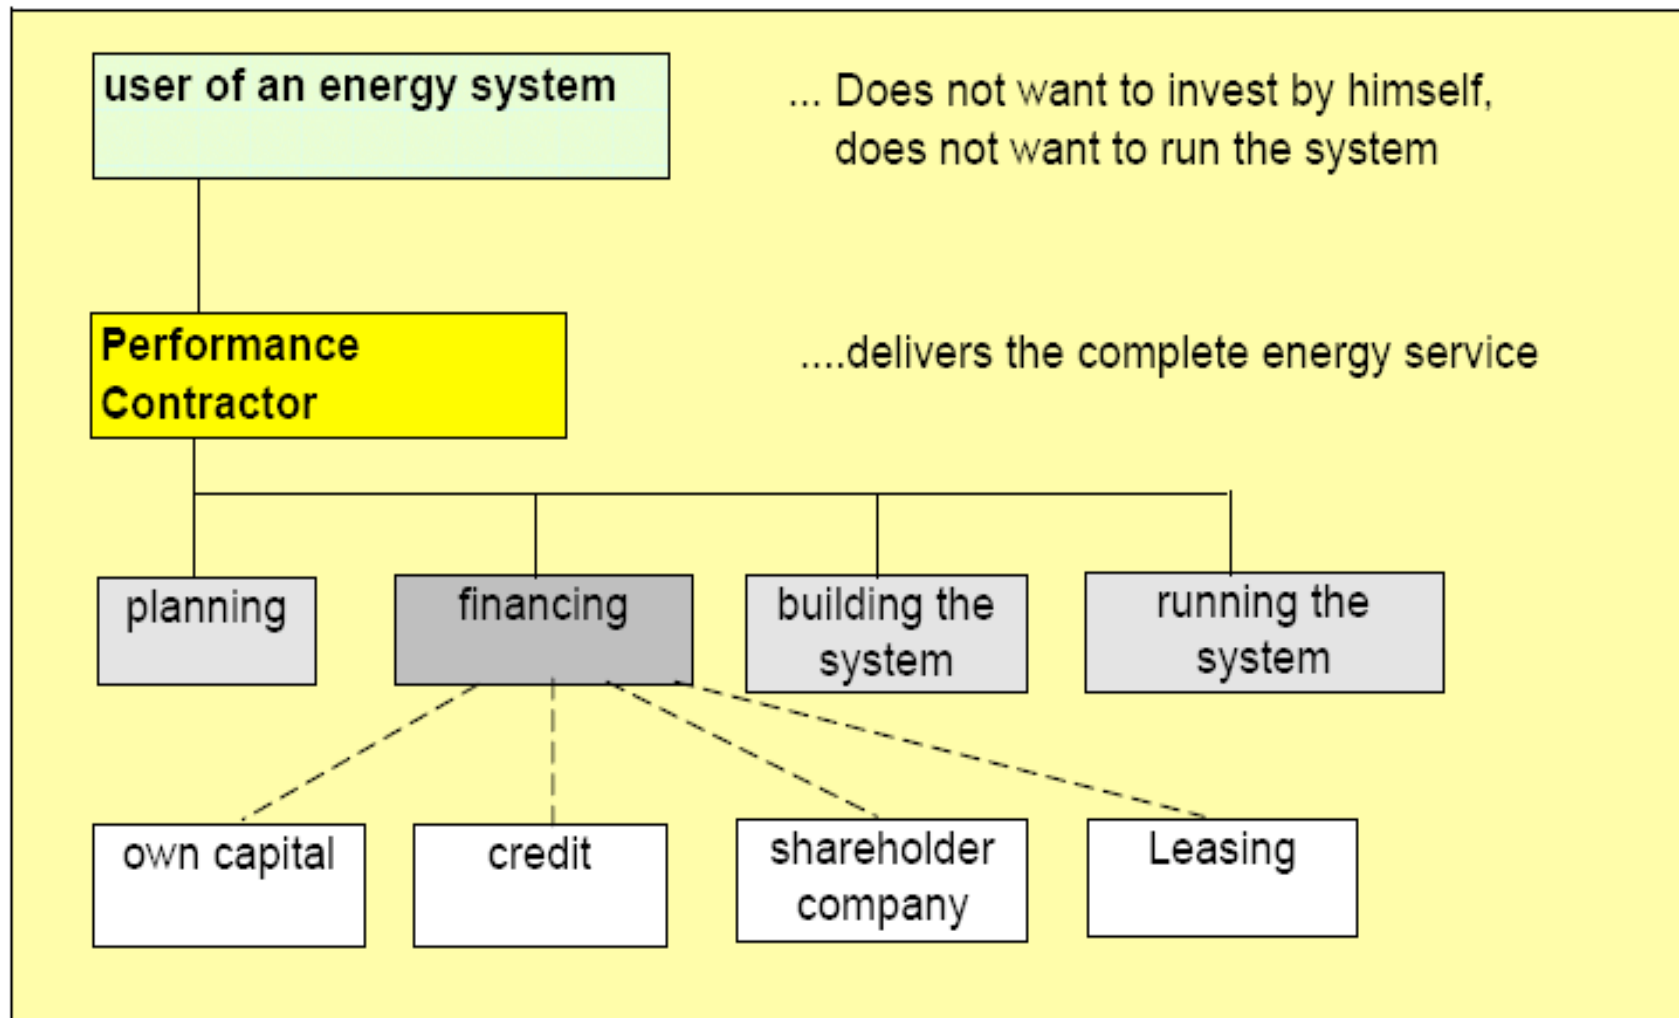 user of an energy system
... Does not want to invest by himself,
does not want to run the system
Performance
Contractor
....delivers the complete energy service
planning
financing
building the
system
running the
system
own capital
credit
shareholder
company
Leasing